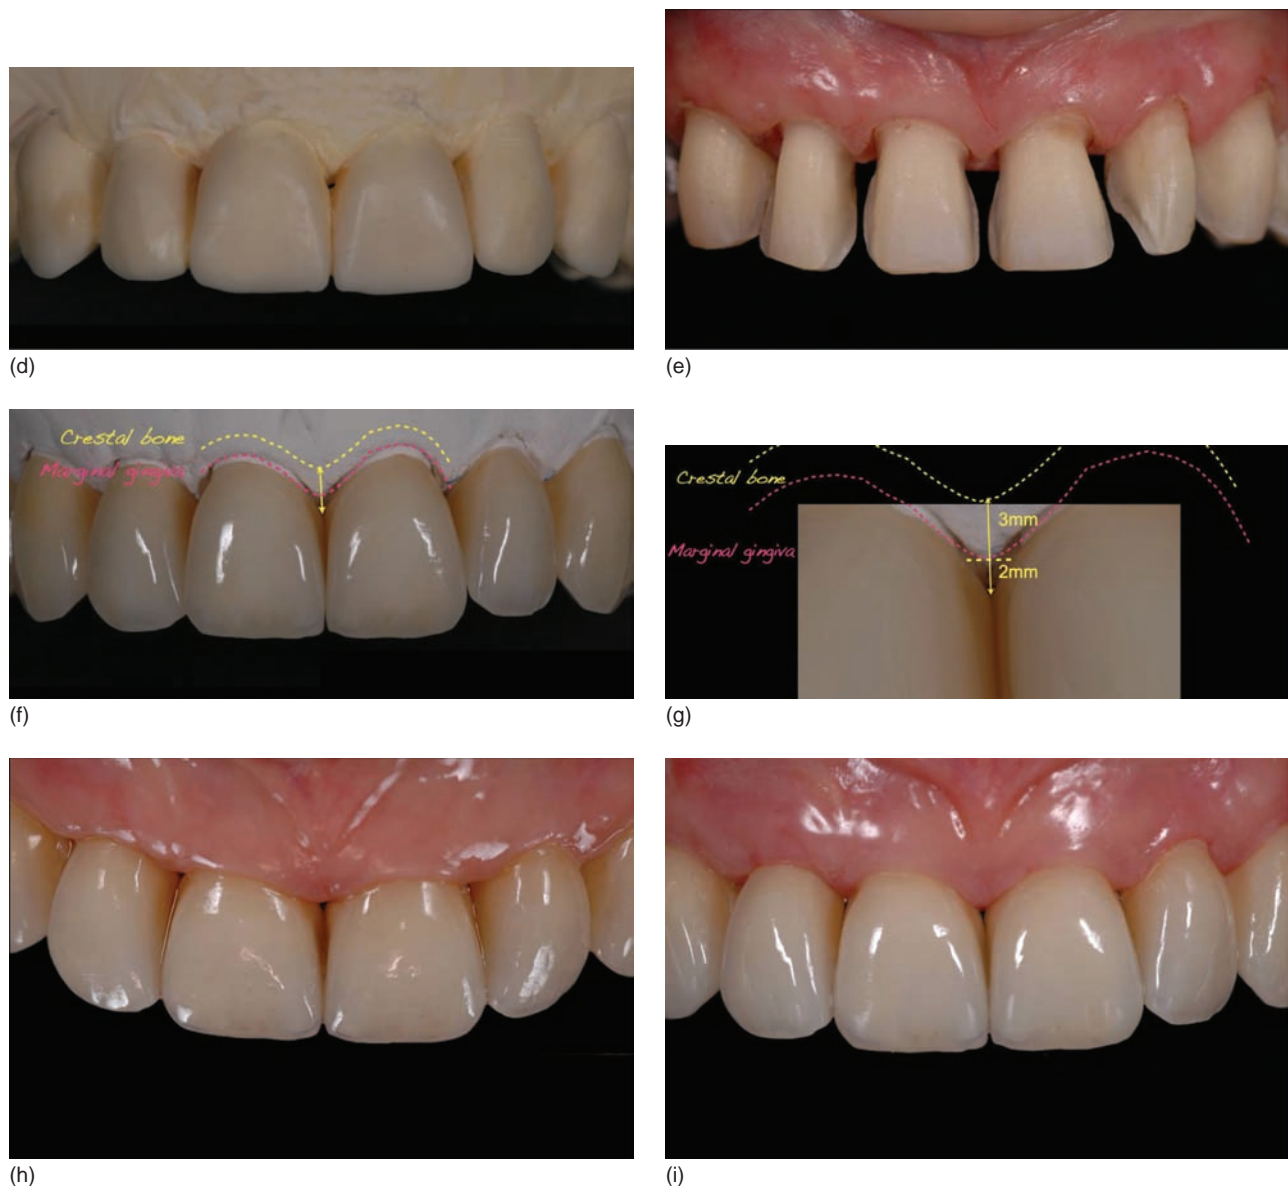 (d)
(e)
Crestal bone
Marginal gingiva
(f)
Crestal bone
3mm
Marginal gingiva
2mm
(g)
(h)
(i)